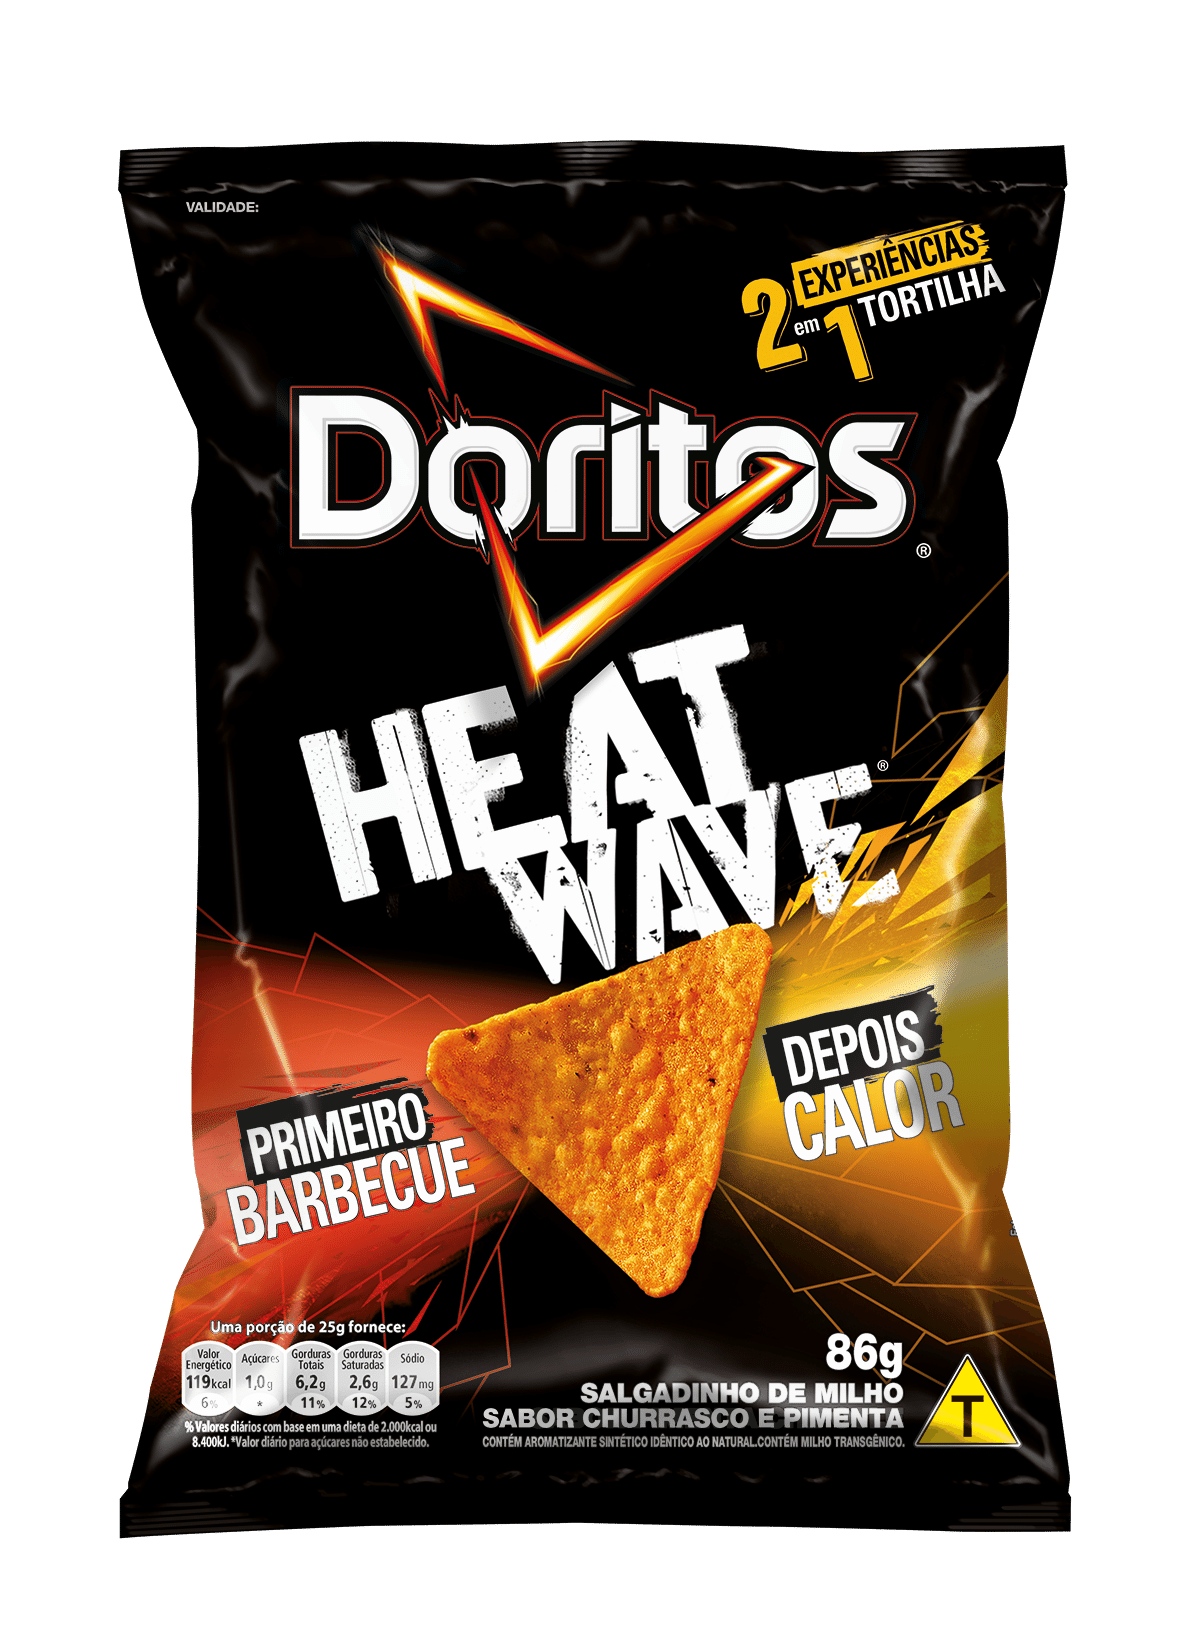 VALIDADE:
2 EXPERIÊNCIAS
em 1 TORTILHA
Doritos®
HEAT
WAVE®
DEPOIS
CALOR
PRIMEIRO
BARBECUE
Uma porção de 25g fornece:
Valor Energético 119kcal 6%
Açúcares 1,0g *
Gorduras Totais 6,2g 11%
Gorduras Saturadas 2,6g 12%
Sódio 127mg 5%
% Valores diários com base em uma dieta de 2.000kcal ou
8.400kJ. *Valor diário para açúcares não estabelecido.
86g
SALGADINHO DE MILHO
SABOR CHURRASCO E PIMENTA
CONTÉM AROMATIZANTE SINTÉTICO IDÊNTICO AO NATURAL.CONTÉM MILHO TRANSGÊNICO.
T